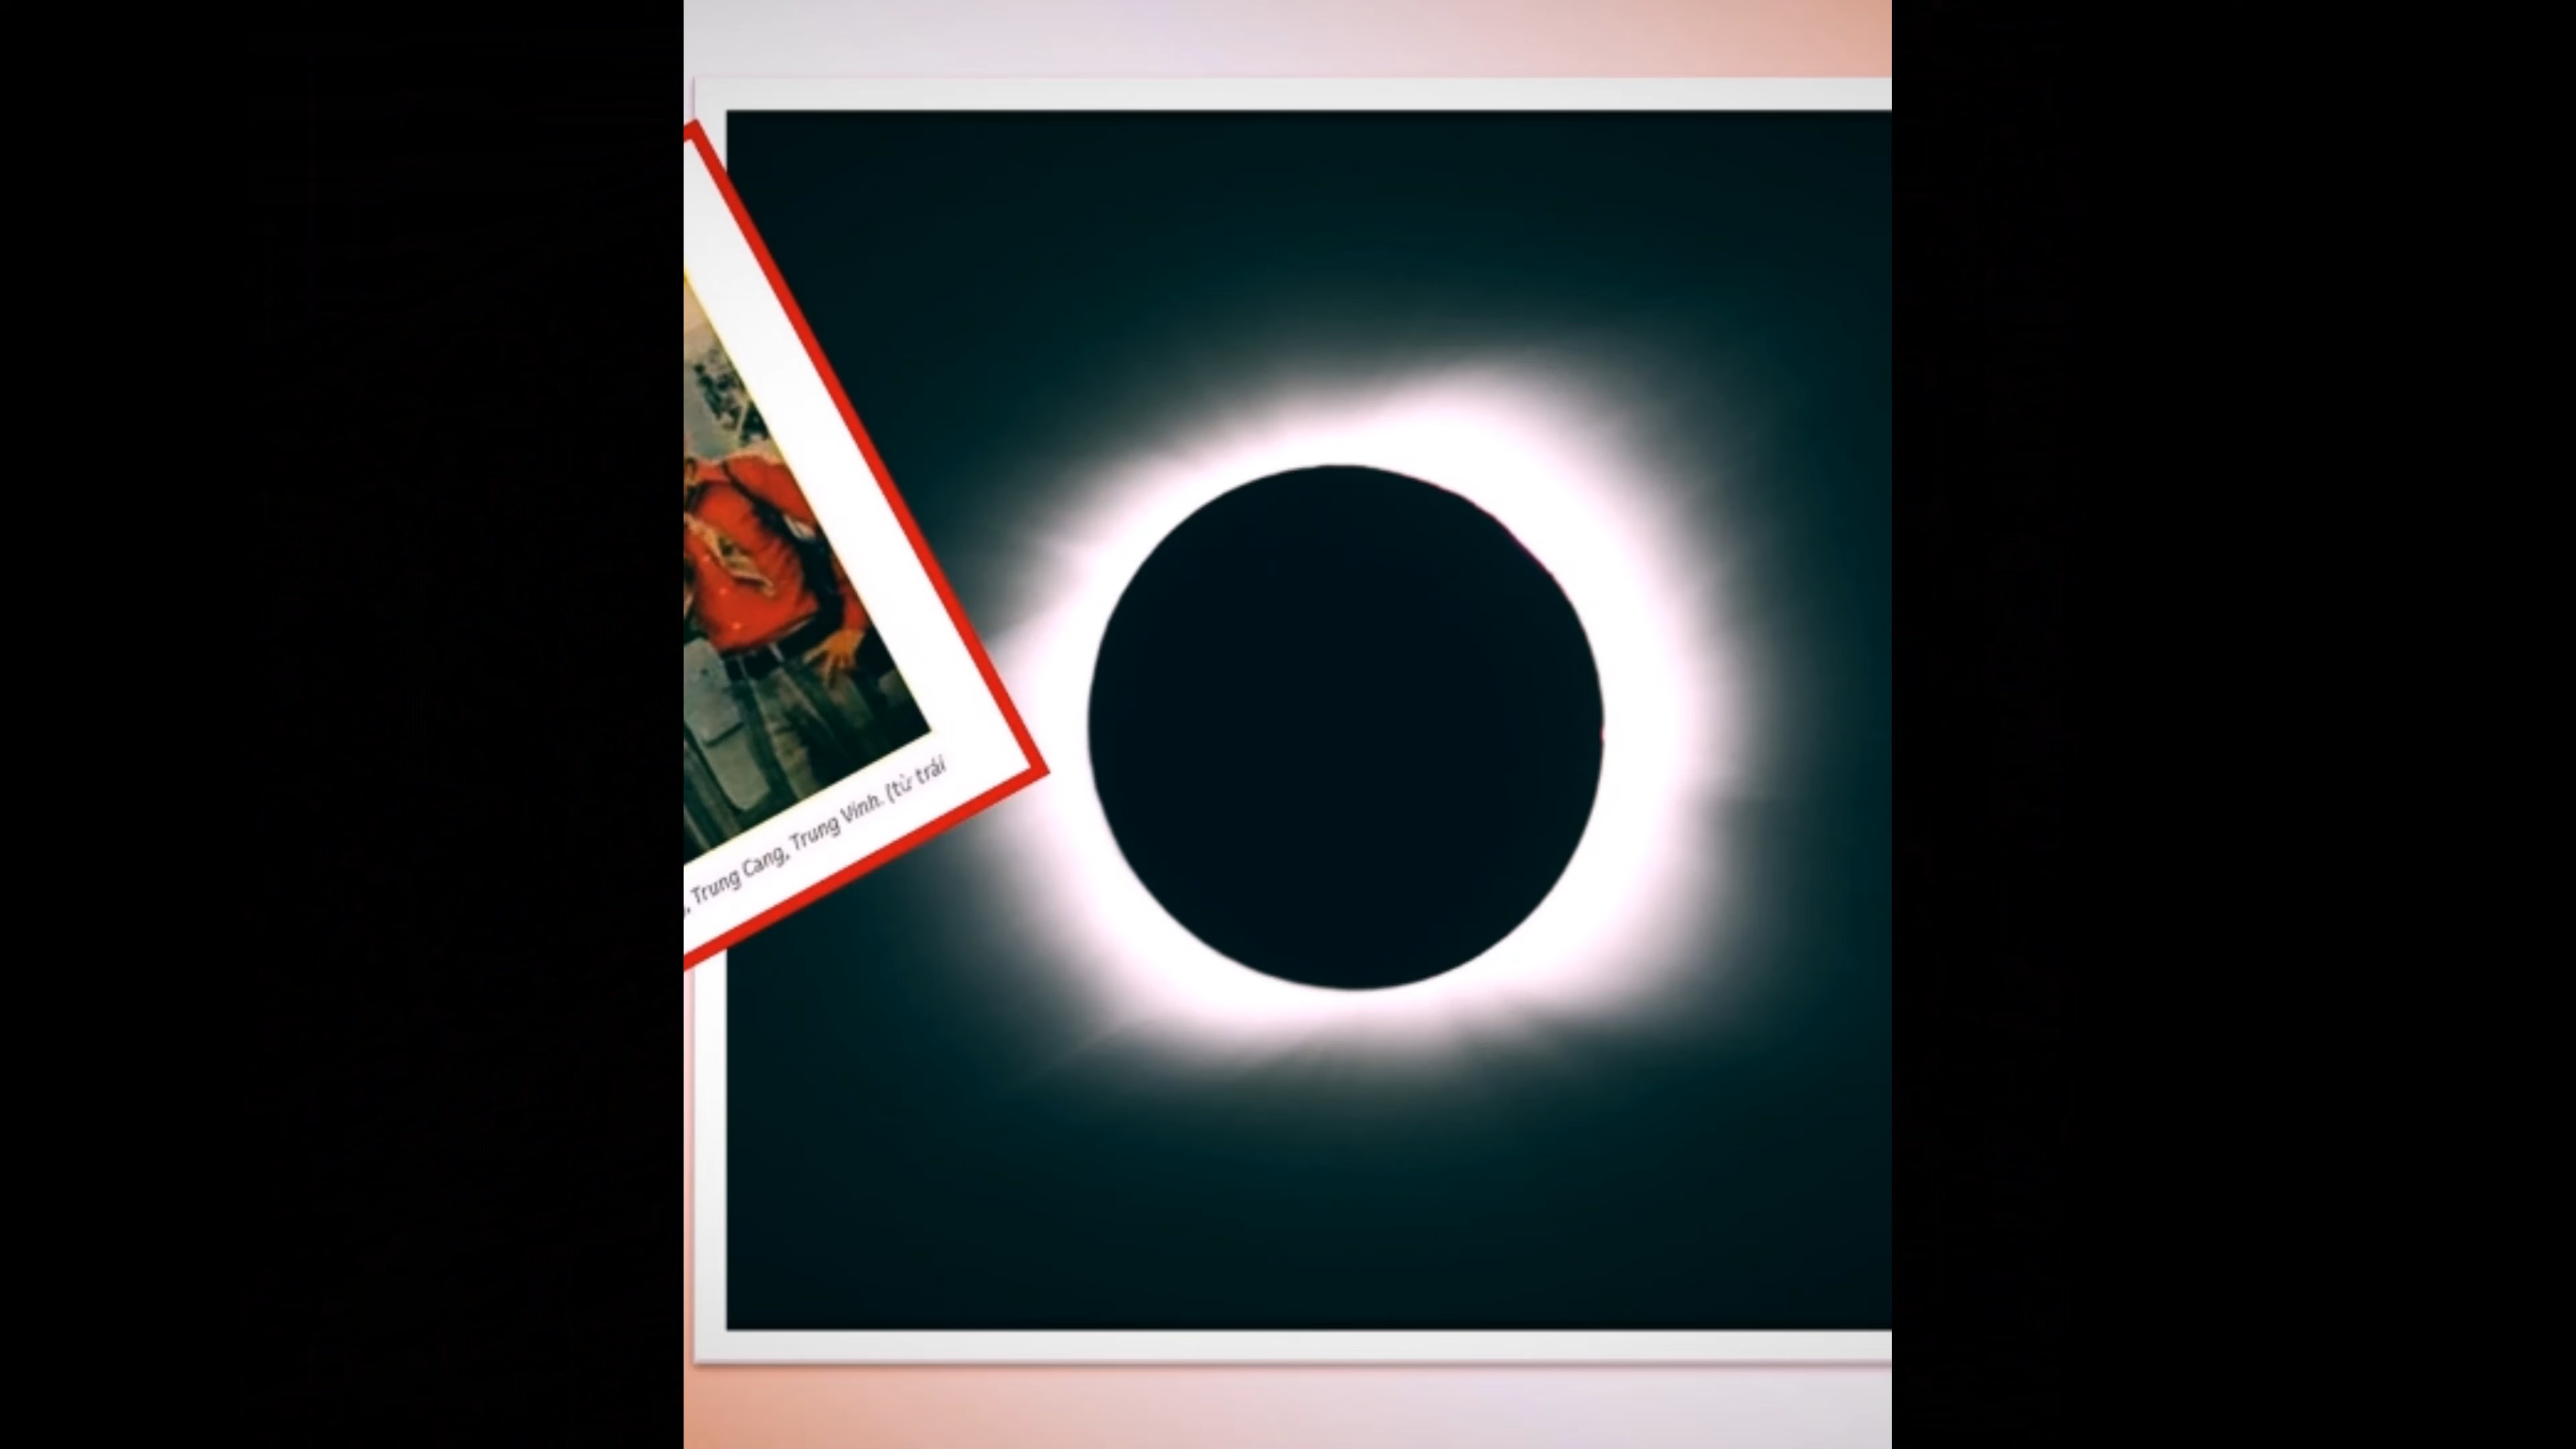 , Trung Cang, Trung Vinh. (từ trái